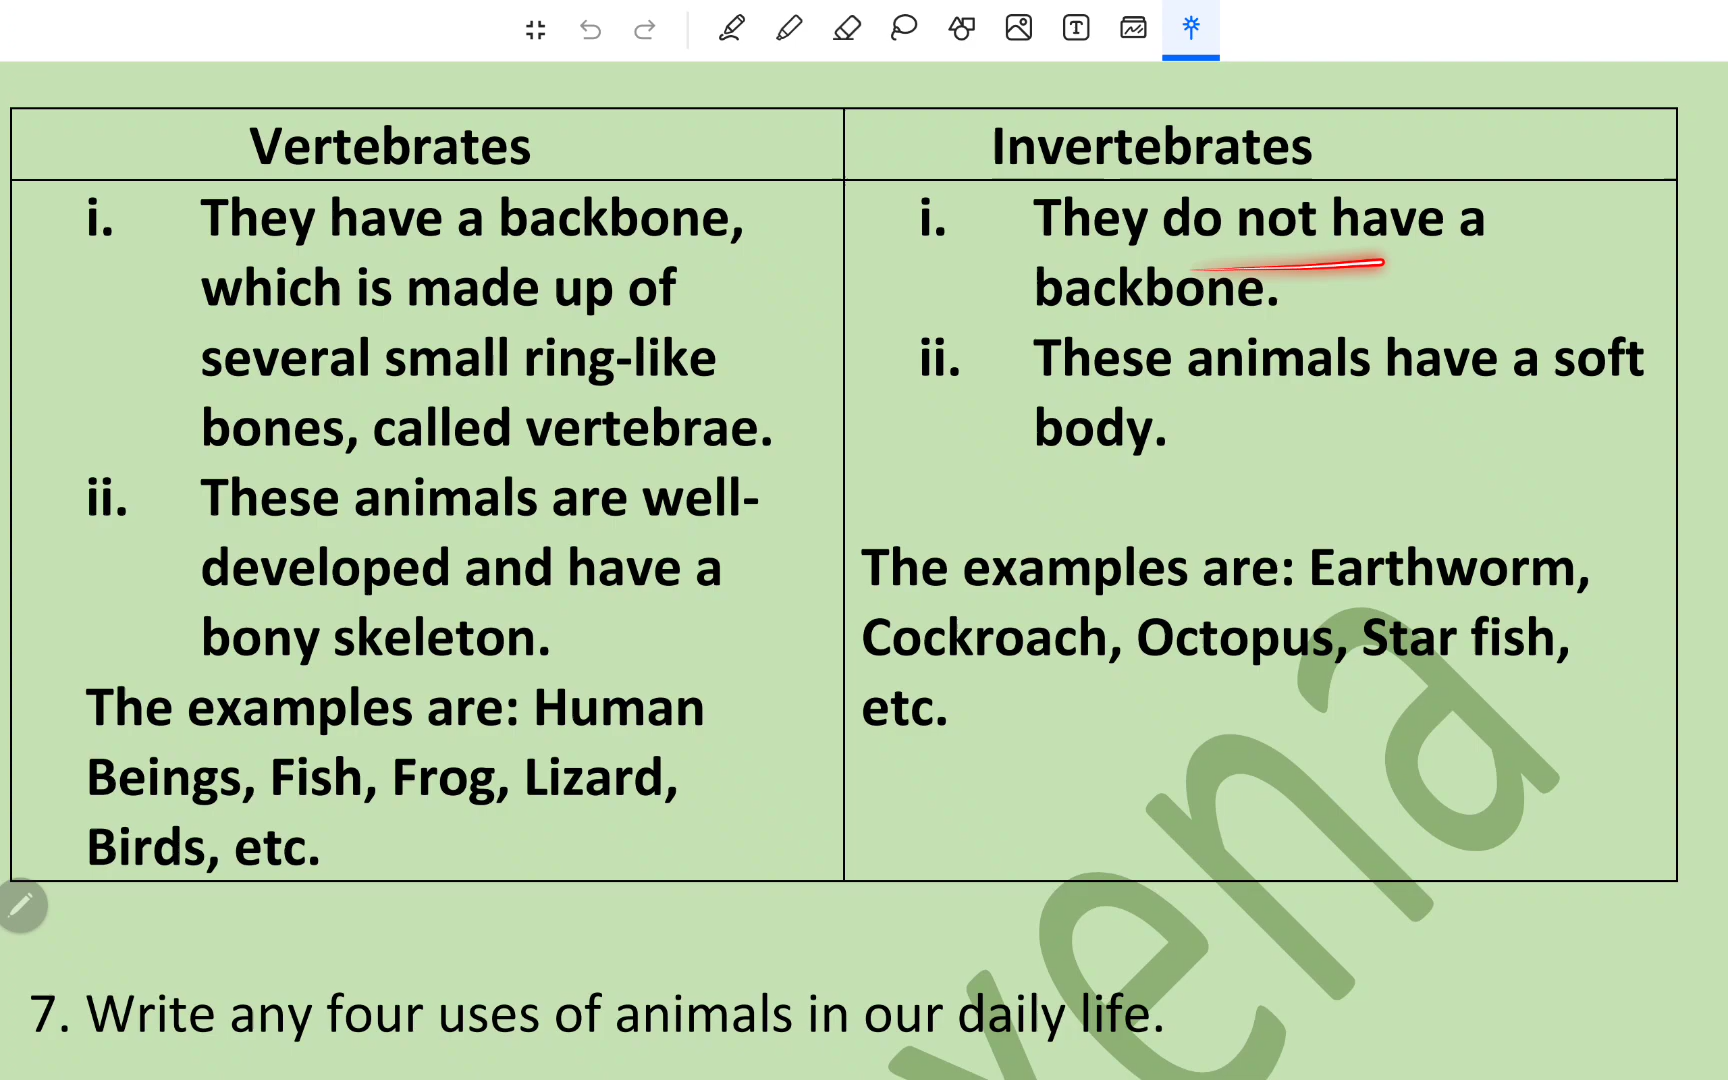 Vertebrates
i. They have a backbone,
which is made up of
several small ring-like
bones, called vertebrae.
ii. These animals are well-
developed and have a
bony skeleton.
The examples are: Human
Beings, Fish, Frog, Lizard,
Birds, etc.
Invertebrates
i. They do not have a
backbone.
ii. These animals have a soft
body.
The examples are: Earthworm,
Cockroach, Octopus, Star fish,
etc.
7. Write any four uses of animals in our daily life.
xena